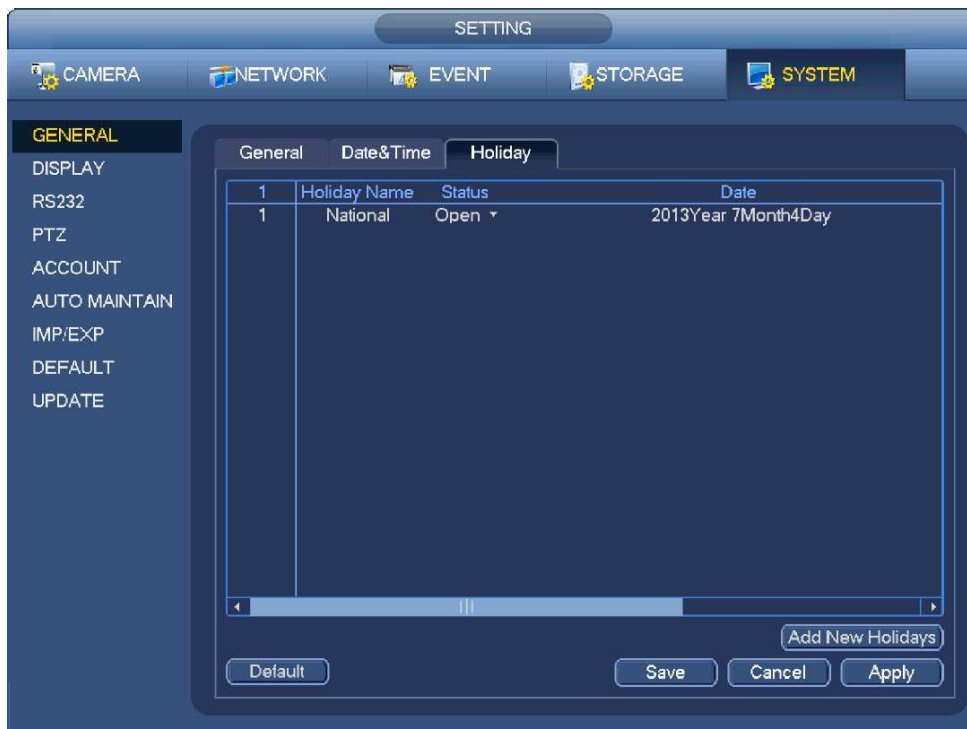 SETTING
CAMERA NETWORK EVENT STORAGE SYSTEM
GENERAL
DISPLAY
RS232
PTZ
ACCOUNT
AUTO MAINTAIN
IMP/EXP
DEFAULT
UPDATE
General Date&Time Holiday
1 Holiday Name Status Date
1 National Open 2013Year 7Month4Day
Add New Holidays
Default Save Cancel Apply